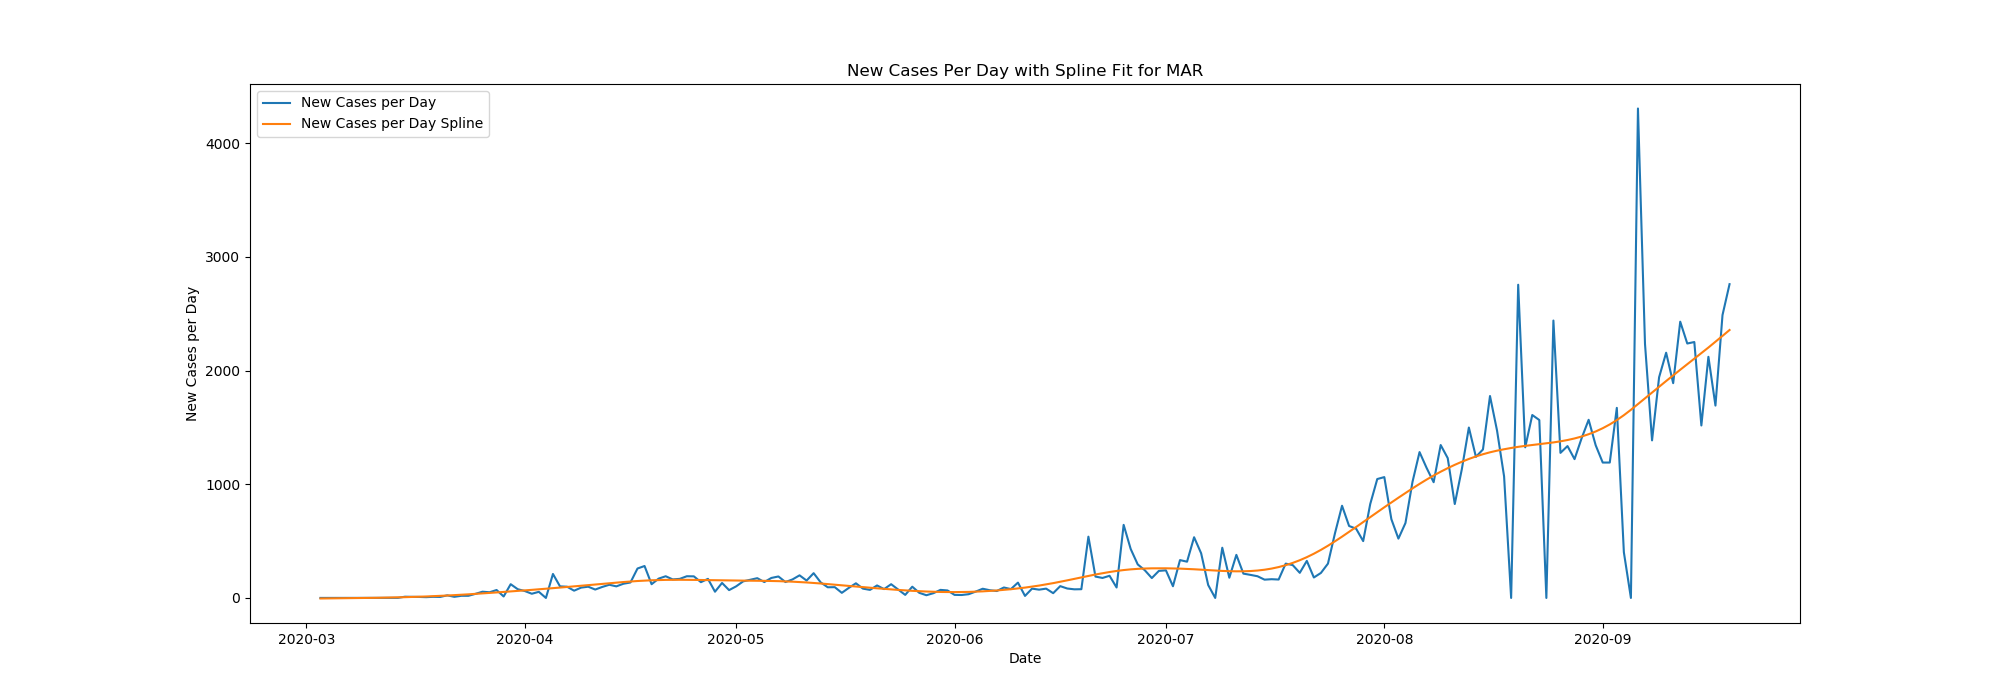 New Cases Per Day with Spline Fit for MAR
New Cases per Day
New Cases per Day Spline
4000
3000
2000
1000
0
New Cases per Day
2020-03 2020-04 2020-05 2020-06 2020-07 2020-08 2020-09
Date